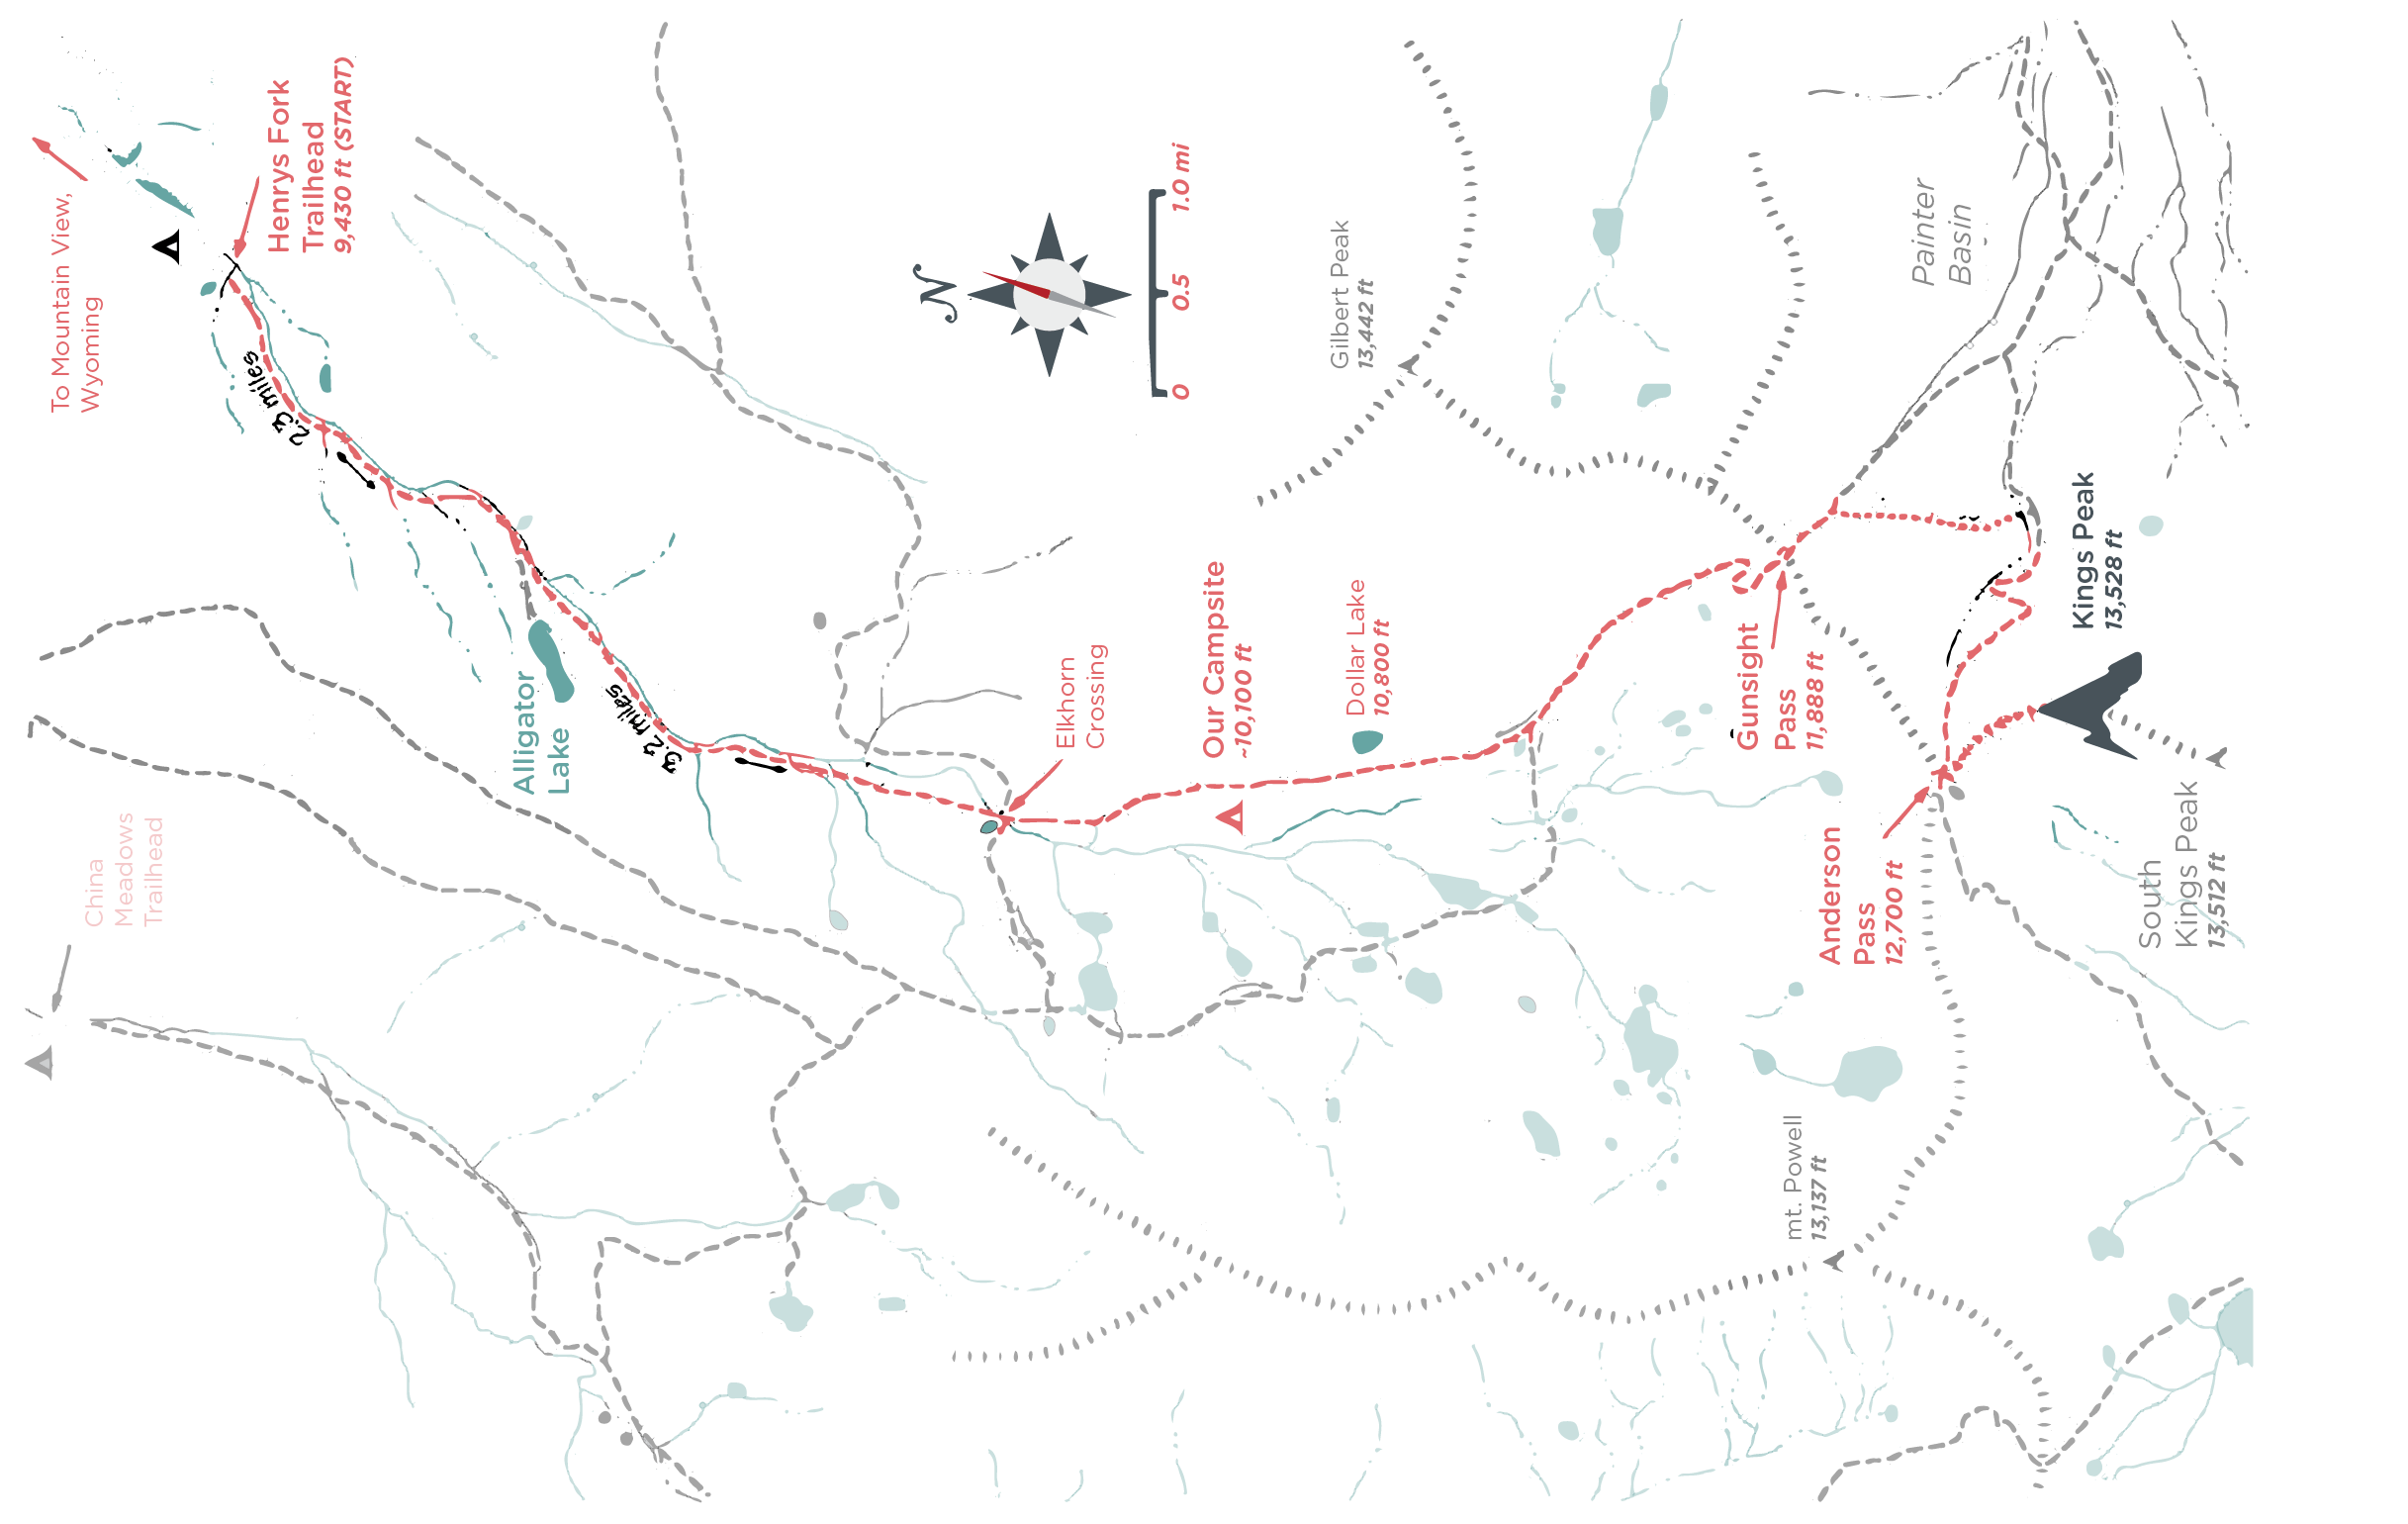 To Mountain View,
Wyoming
Henrys Fork
Trailhead
9,430 ft (START)
2.3 miles
China
Meadows
Trailhead
Alligator
Lake
3.2 miles
N
0 0.5 1.0 mi
Elkhorn
Crossing
Our Campsite
~10,100 ft
Dollar Lake
10,800 ft
Gilbert Peak
13,442 ft
Gunsight
Pass
11,888 ft
Painter
Basin
Anderson
Pass
12,700 ft
Kings Peak
13,528 ft
South
Kings Peak
13,512 ft
mt. Powell
13,137 ft